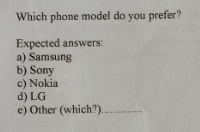 Which phone model do you prefer?
Expected answers:
a) Samsung
b) Sony
c) Nokia
d) LG
e) Other (which?)...............